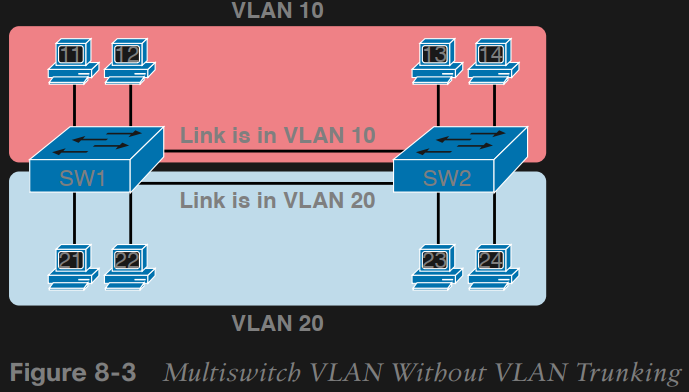 VLAN 10
11 12 13 14
Link is in VLAN 10
SW1 SW2
Link is in VLAN 20
21 22 23 24
VLAN 20
Figure 8-3 Multiswitch VLAN Without VLAN Trunking